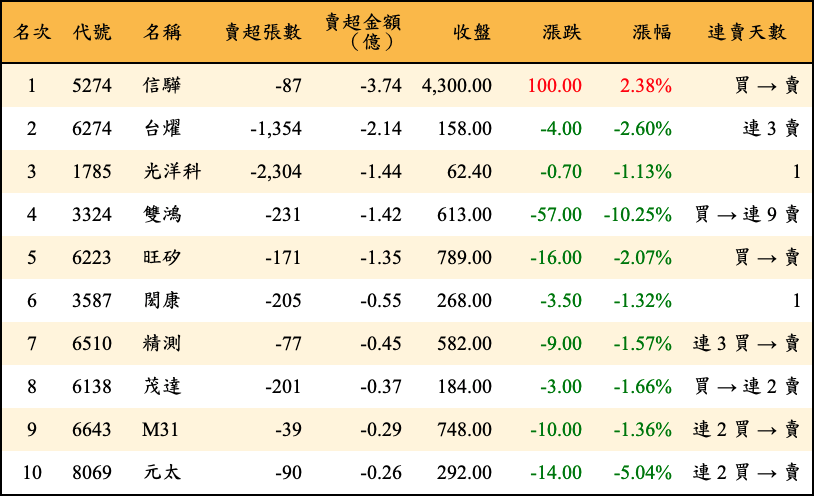 名次 代號 名稱 賣超張數 賣超金額（億） 收盤 漲跌 漲幅 連賣天數
1 5274 信驊 -87 -3.74 4,300.00 100.00 2.38% 買 → 賣
2 6274 台燿 -1,354 -2.14 158.00 -4.00 -2.60% 連 3 賣
3 1785 光洋科 -2,304 -1.44 62.40 -0.70 -1.13% 1
4 3324 雙鴻 -231 -1.42 613.00 -57.00 -10.25% 買 → 連 9 賣
5 6223 旺矽 -171 -1.35 789.00 -16.00 -2.07% 買 → 賣
6 3587 閎康 -205 -0.55 268.00 -3.50 -1.32% 1
7 6510 精測 -77 -0.45 582.00 -9.00 -1.57% 連 3 買 → 賣
8 6138 茂達 -201 -0.37 184.00 -3.00 -1.66% 買 → 連 2 賣
9 6643 M31 -39 -0.29 748.00 -10.00 -1.36% 連 2 買 → 賣
10 8069 元太 -90 -0.26 292.00 -14.00 -5.04% 連 2 買 → 賣